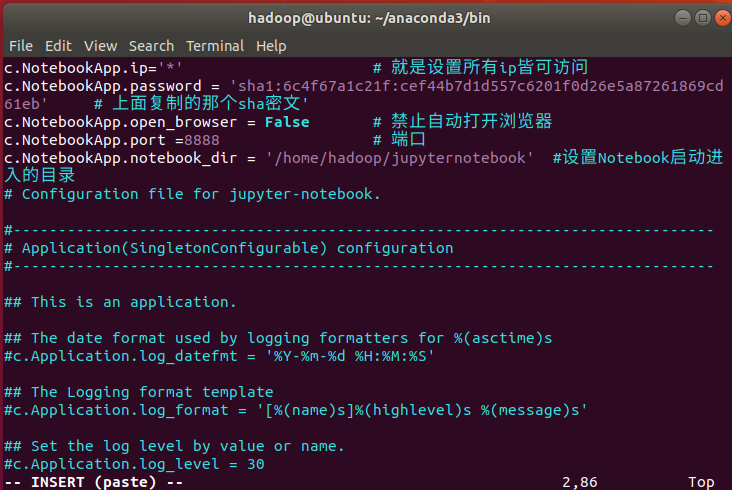 hadoop@ubuntu: ~/anaconda3/bin
File Edit View Search Terminal Help
c.NotebookApp.ip='*' # 就是设置所有ip皆可访问
c.NotebookApp.password = 'sha1:6c4f67a1c21f:cef44b7d1d557c6201f0d26e5a87261869cd
61eb' # 上面复制的那个sha密文'
c.NotebookApp.open_browser = False # 禁止自动打开浏览器
c.NotebookApp.port =8888 # 端口
c.NotebookApp.notebook_dir = '/home/hadoop/jupyternotebook' #设置Notebook启动进
入的目录
# Configuration file for jupyter-notebook.
#------------------------------------------------------------------------------
# Application(SingletonConfigurable) configuration
#------------------------------------------------------------------------------
## This is an application.
## The date format used by logging formatters for %(asctime)s
#c.Application.log_datefmt = '%Y-%m-%d %H:%M:%S'
## The Logging format template
#c.Application.log_format = '[%(name)s]%(highlevel)s %(message)s'
## Set the log level by value or name.
#c.Application.log_level = 30
-- INSERT (paste) -- 2,86 Top